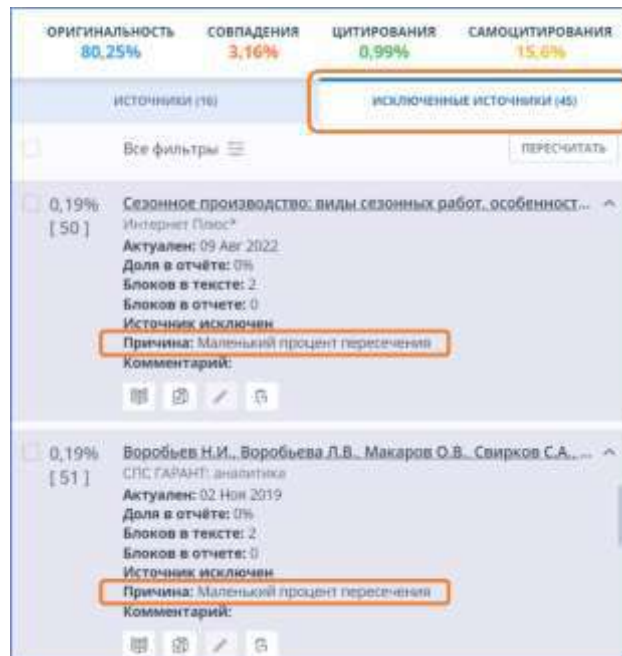 ОРИГИНАЛЬНОСТЬ СОВПАДЕНИЯ ЦИТИРОВАНИЯ САМОЦИТИРОВАНИЯ
80,25% 3,16% 0,99% 15,6%
ИСТОЧНИКИ (16) ИСКЛЮЧЕННЫЕ ИСТОЧНИКИ (45)
Все фильтры ПЕРЕСЧИТАТЬ
0,19% Сезонное производство: виды сезонных работ, особенност...
[ 50 ] Интернет Плюс*
Актуален: 09 Авг 2022
Доля в отчёте: 0%
Блоков в тексте: 2
Блоков в отчете: 0
Источник исключен
Причина: Маленький процент пересечения
Комментарий:
0,19% Воробьев Н.И., Воробьева Л.В., Макаров О.В., Свирков С.А., ...
[ 51 ] СПС ГАРАНТ: аналитика
Актуален: 02 Ноя 2019
Доля в отчёте: 0%
Блоков в тексте: 2
Блоков в отчете: 0
Источник исключен
Причина: Маленький процент пересечения
Комментарий: